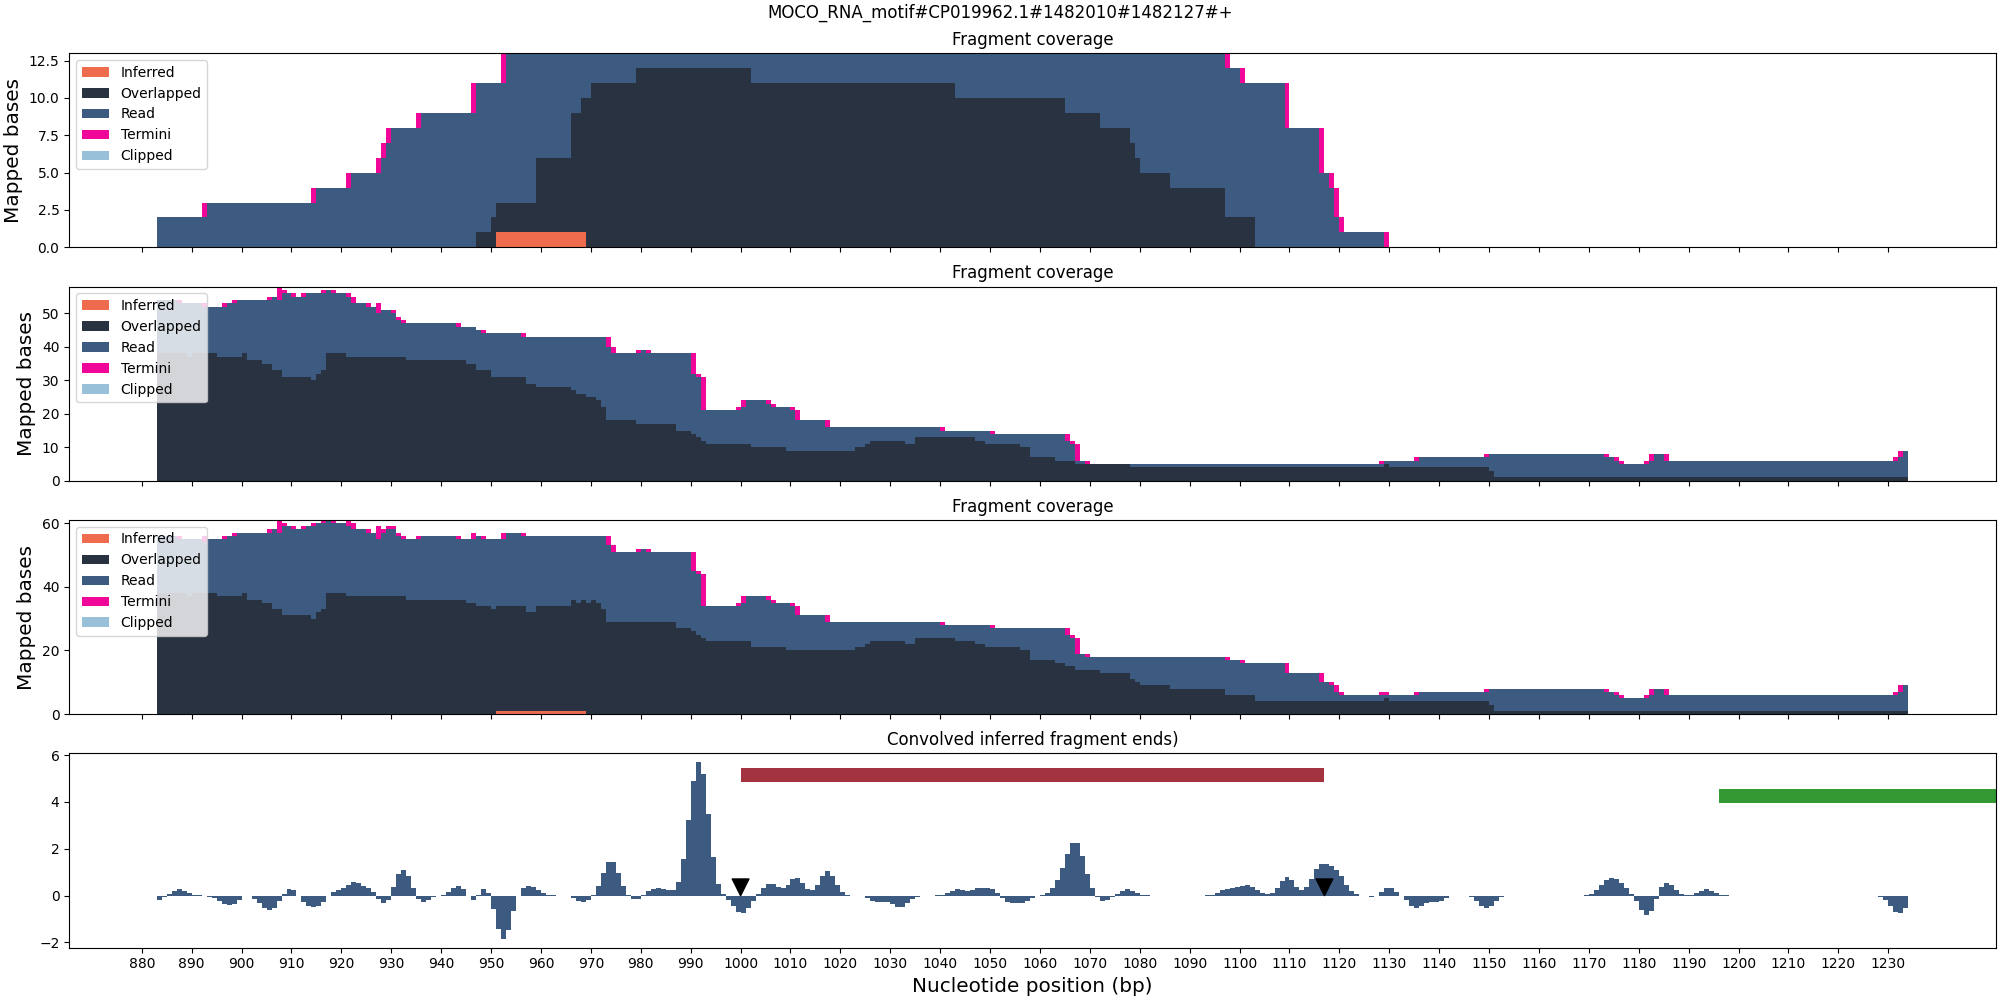 MOCO_RNA_motif#CP019962.1#1482010#1482127#+
Fragment coverage
Mapped bases
12.5
10.0
7.5
5.0
2.5
0.0
Inferred
Overlapped
Read
Termini
Clipped
Fragment coverage
Mapped bases
50
40
30
20
10
0
Inferred
Overlapped
Read
Termini
Clipped
Fragment coverage
Mapped bases
60
40
20
0
Inferred
Overlapped
Read
Termini
Clipped
Convolved inferred fragment ends)
6
4
2
0
−2
880 890 900 910 920 930 940 950 960 970 980 990 1000 1010 1020 1030 1040 1050 1060 1070 1080 1090 1100 1110 1120 1130 1140 1150 1160 1170 1180 1190 1200 1210 1220 1230
Nucleotide position (bp)